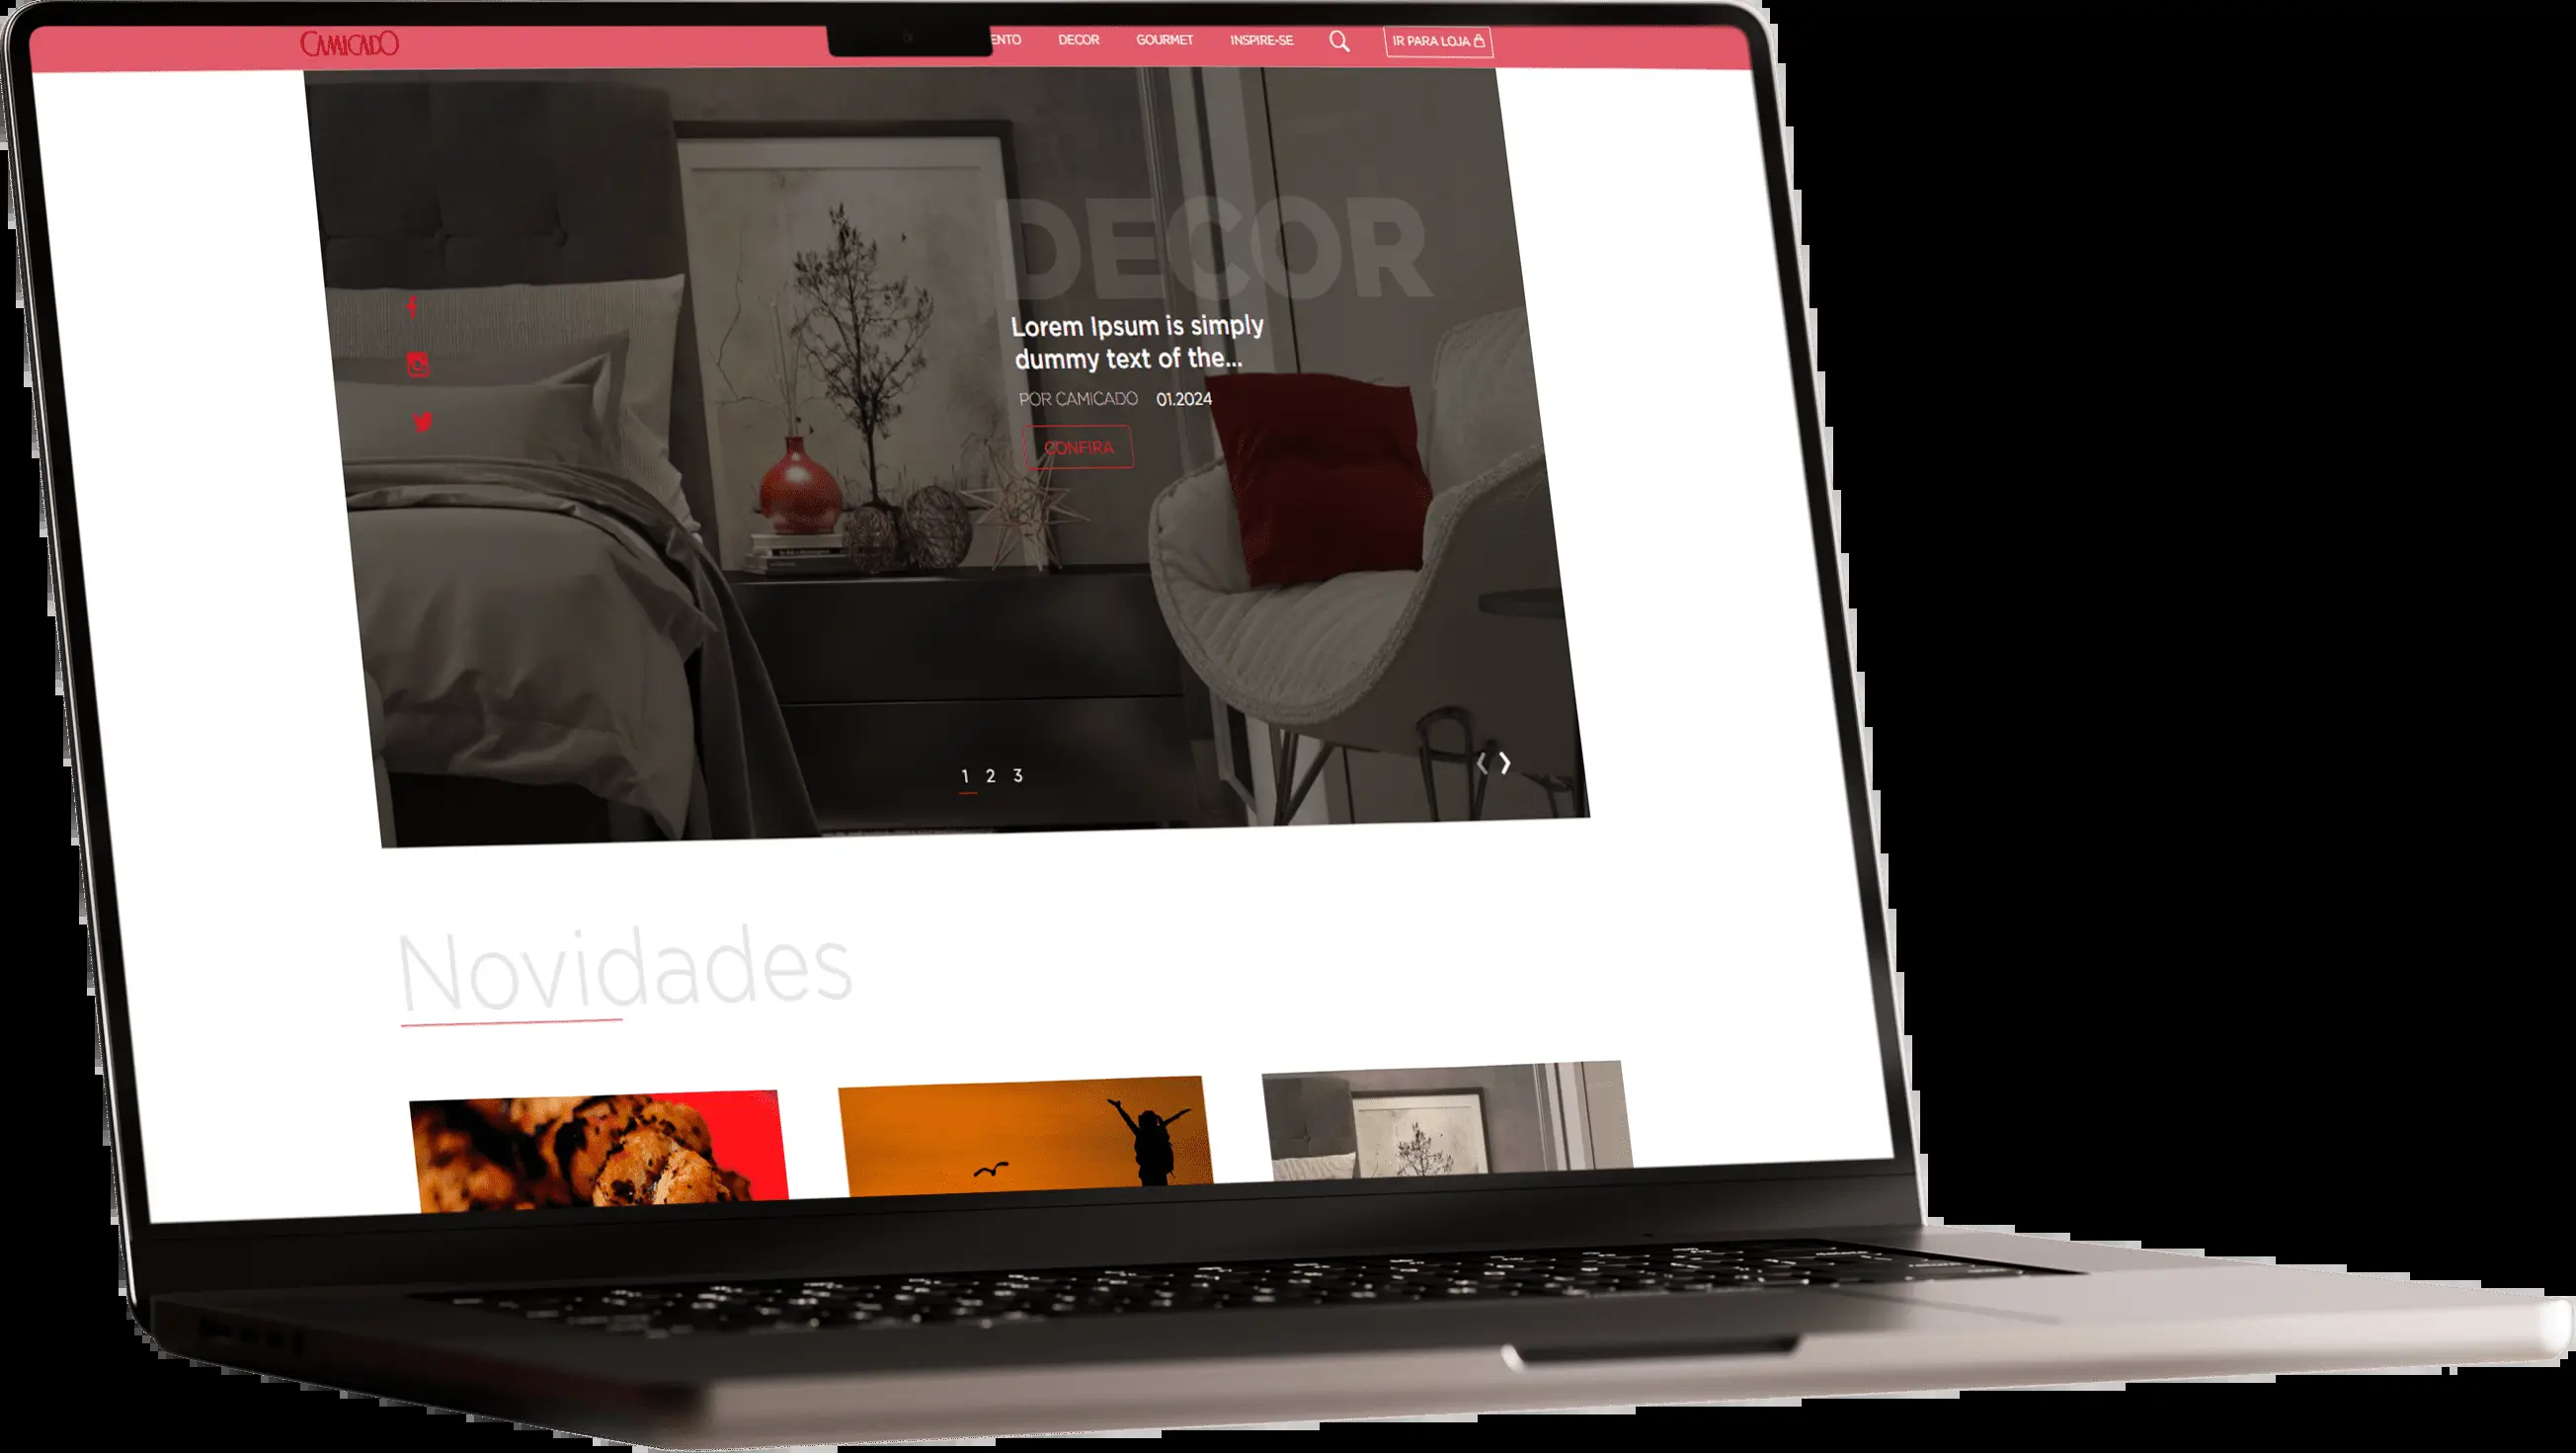 CAMICADO
ENTO DECOR GOURMET INSPIRE-SE IR PARA LOJA
DECOR
Lorem Ipsum is simply
dummy text of the...
POR CAMICADO 01.2024
CONFIRA
1 2 3
Novidades